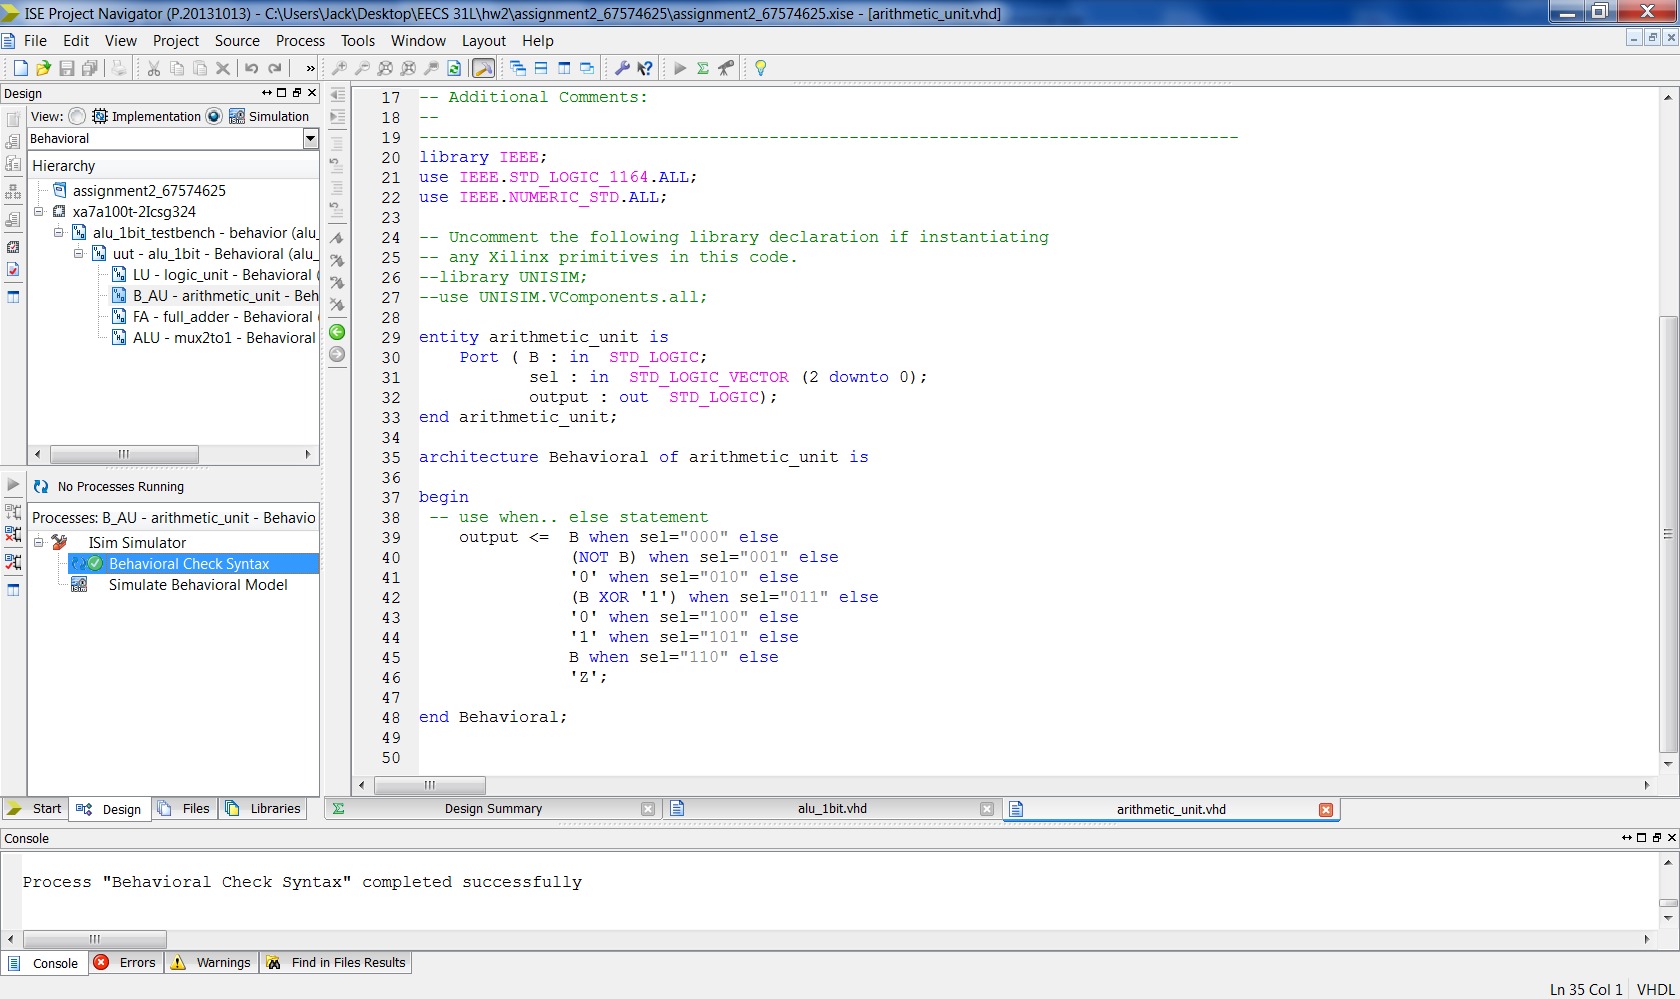 ISE Project Navigator (P.20131013) - C:\Users\Jack\Desktop\EECS 31L\hw2\assignment2_67574625\assignment2_67574625.xise - [arithmetic_unit.vhd]
File Edit View Project Source Process Tools Window Layout Help
Design
View: Implementation Simulation
Behavioral
Hierarchy
assignment2_67574625
xa7a100t-2Icsg324
alu_1bit_testbench - behavior (alu_
uut - alu_1bit - Behavioral (alu_
LU - logic_unit - Behavioral (
B_AU - arithmetic_unit - Beh
FA - full_adder - Behavioral (
ALU - mux2to1 - Behavioral
No Processes Running
Processes: B_AU - arithmetic_unit - Behavio
ISim Simulator
Behavioral Check Syntax
Simulate Behavioral Model
Start Design Files Libraries
17 -- Additional Comments:
18 --
19 ----------------------------------------------------------------------------------
20 library IEEE;
21 use IEEE.STD_LOGIC_1164.ALL;
22 use IEEE.NUMERIC_STD.ALL;
23
24 -- Uncomment the following library declaration if instantiating
25 -- any Xilinx primitives in this code.
26 --library UNISIM;
27 --use UNISIM.VComponents.all;
28
29 entity arithmetic_unit is
30     Port ( B : in  STD_LOGIC;
31            sel : in  STD_LOGIC_VECTOR (2 downto 0);
32            output : out  STD_LOGIC);
33 end arithmetic_unit;
34
35 architecture Behavioral of arithmetic_unit is
36
37 begin
38  -- use when.. else statement
39     output <=  B when sel="000" else
40                (NOT B) when sel="001" else
41                '0' when sel="010" else
42                (B XOR '1') when sel="011" else
43                '0' when sel="100" else
44                '1' when sel="101" else
45                B when sel="110" else
46                'Z';
47
48 end Behavioral;
49
50
Design Summary alu_1bit.vhd arithmetic_unit.vhd
Console
Process "Behavioral Check Syntax" completed successfully
Console Errors Warnings Find in Files Results
Ln 35 Col 1 VHDL